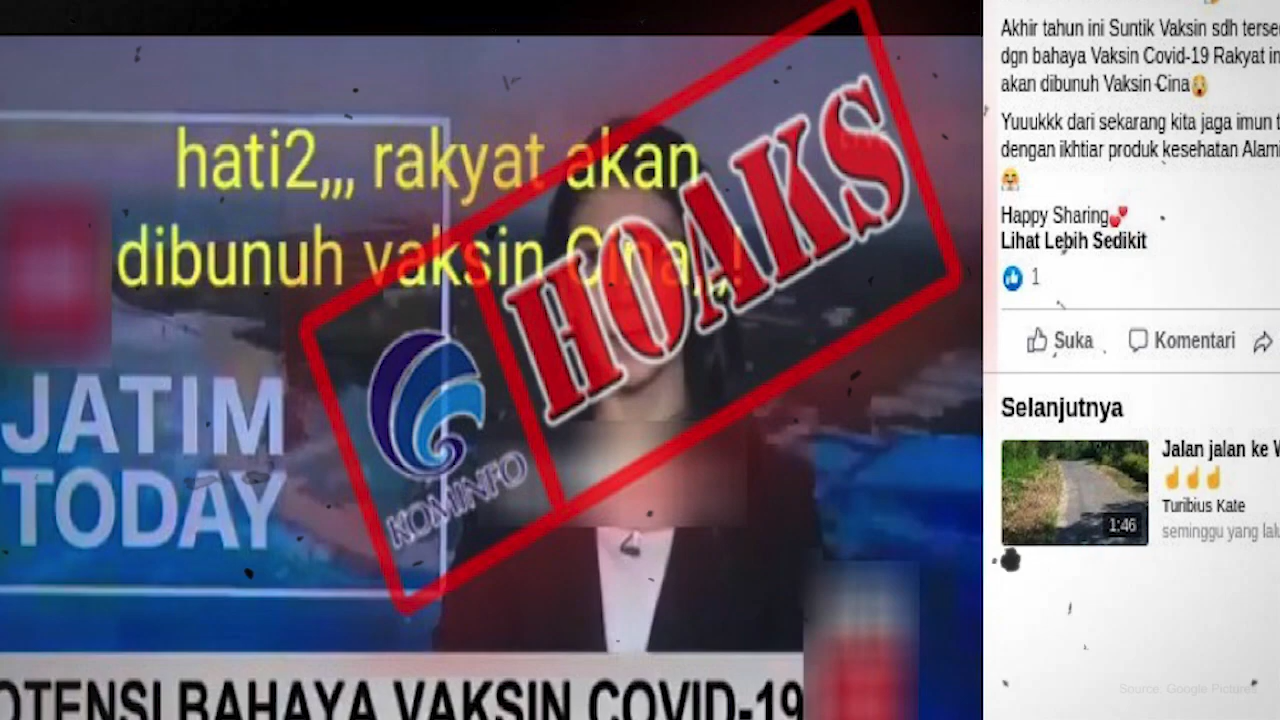 hati2,,, rakyat akan
dibunuh vaksin Cina,,,!
HOAKS
KOMINFO
JATIM
TODAY
OTENSI BAHAYA VAKSIN COVID-19
Akhir tahun ini Suntik Vaksin sdh terse
dgn bahaya Vaksin Covid-19 Rakyat in
akan dibunuh Vaksin Cina😲
Yuuukkk dari sekarang kita jaga imun t
dengan ikhtiar produk kesehatan Alami
🤗
Happy Sharing💕
Lihat Lebih Sedikit
1
Suka
Komentari
Selanjutnya
Jalan jalan ke W
☝☝☝
1:46
Turibius Kate
seminggu yang lalu
Source: Google Pictures